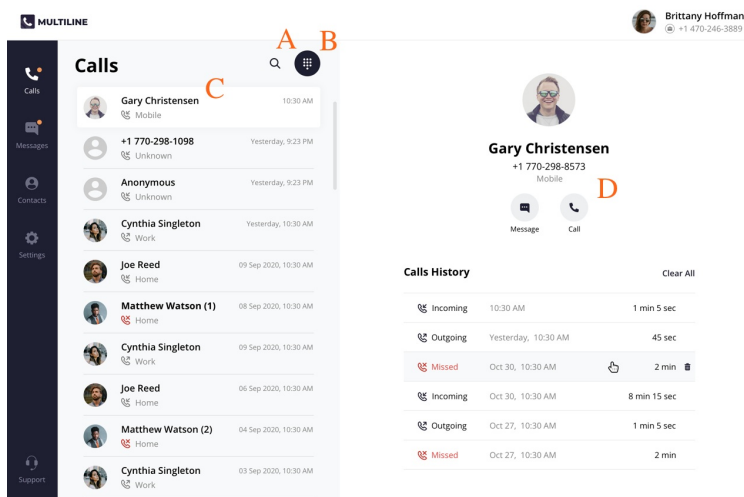 MULTILINE
Brittany Hoffman
+1 470-246-3889
A
B
Calls
C
Calls
Messages
Contacts
Settings
Support
Gary Christensen
10:30 AM
Mobile
+1 770-298-1098
Yesterday, 9:23 PM
Unknown
Anonymous
Yesterday, 9:23 PM
Unknown
Cynthia Singleton
Yesterday, 10:30 AM
Work
Joe Reed
09 Sep 2020, 10:30 AM
Home
Matthew Watson (1)
08 Sep 2020, 10:30 AM
Home
Cynthia Singleton
09 Sep 2020, 10:30 AM
Work
Joe Reed
06 Sep 2020, 10:30 AM
Home
Matthew Watson (2)
04 Sep 2020, 10:30 AM
Home
Cynthia Singleton
03 Sep 2020, 10:30 AM
Work
Gary Christensen
+1 770-298-8573
Mobile
D
Message
Call
Calls History
Clear All
Incoming 10:30 AM 1 min 5 sec
Outgoing Yesterday, 10:30 AM 45 sec
Missed Oct 30, 10:30 AM 2 min
Incoming Oct 30, 10:30 AM 8 min 15 sec
Outgoing Oct 27, 10:30 AM 1 min 5 sec
Missed Oct 27, 10:30 AM 2 min